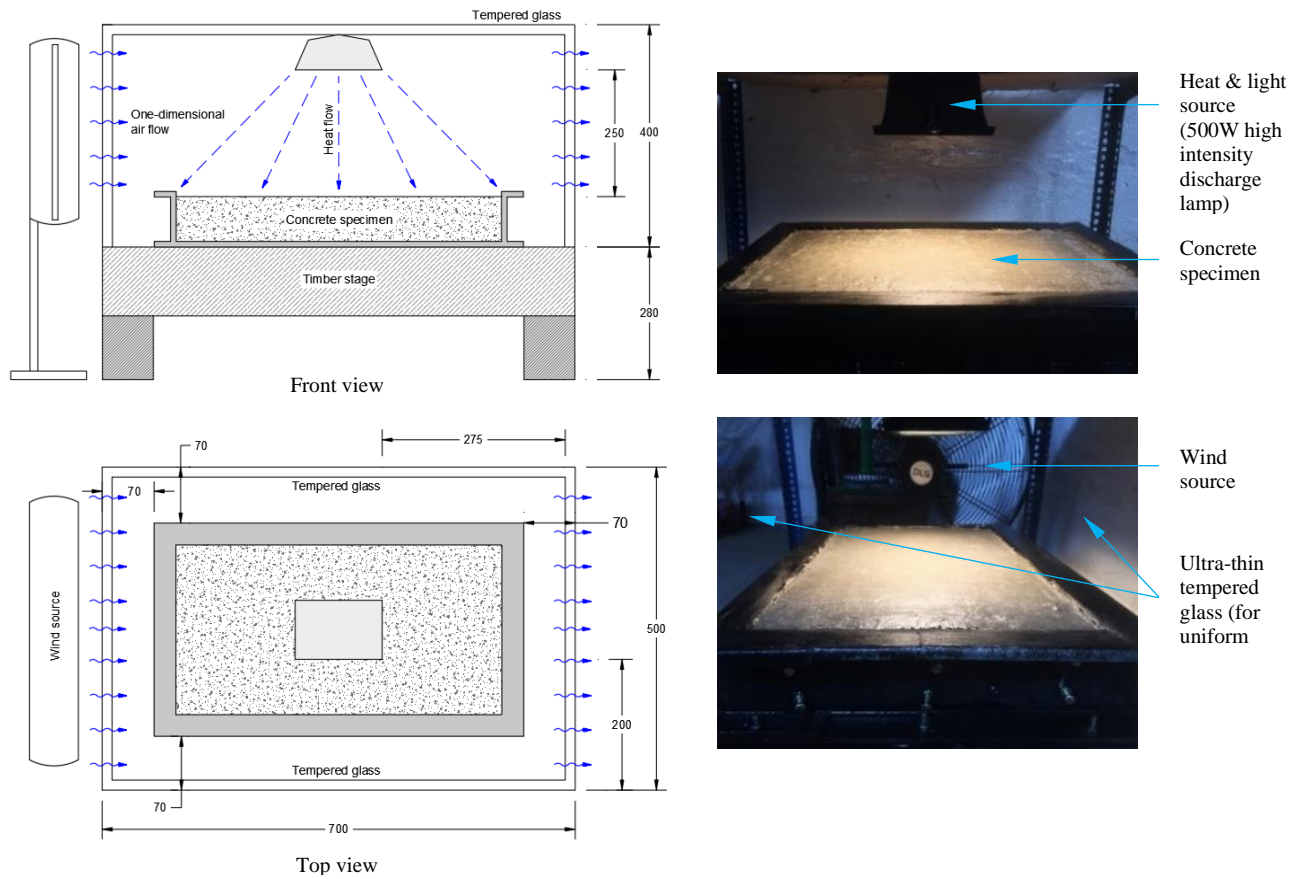 Tempered glass
One-dimensional
air flow
Heat flow
250
400
Concrete specimen
Timber stage
280
Front view
Heat & light
source
(500W high
intensity
discharge
lamp)
Concrete
specimen
70
275
Tempered glass
70
70
Wind source
500
200
Tempered glass
70
700
Top view
DLS
Wind
source
Ultra-thin
tempered
glass (for
uniform